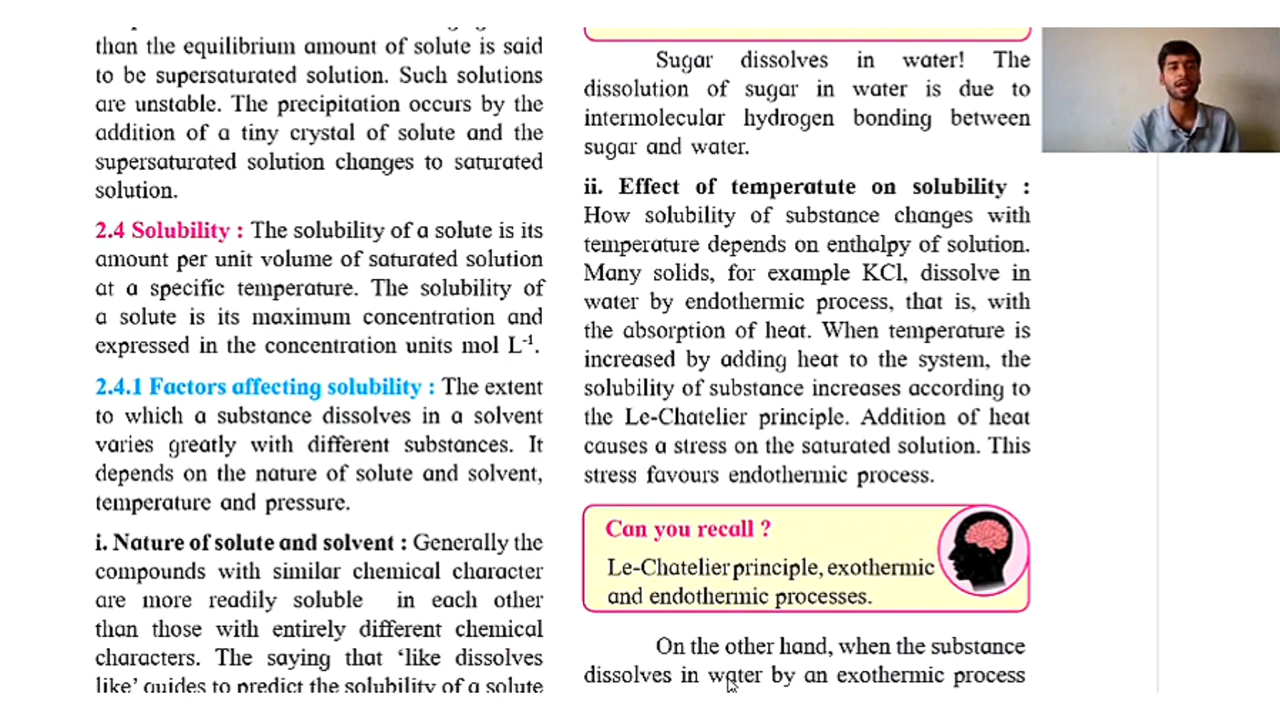 than the equilibrium amount of solute is said
to be supersaturated solution. Such solutions
are unstable. The precipitation occurs by the
addition of a tiny crystal of solute and the
supersaturated solution changes to saturated
solution.
2.4 Solubility : The solubility of a solute is its
amount per unit volume of saturated solution
at a specific temperature. The solubility of
a solute is its maximum concentration and
expressed in the concentration units mol L⁻¹.
2.4.1 Factors affecting solubility : The extent
to which a substance dissolves in a solvent
varies greatly with different substances. It
depends on the nature of solute and solvent,
temperature and pressure.
i. Nature of solute and solvent : Generally the
compounds with similar chemical character
are more readily soluble in each other
than those with entirely different chemical
characters. The saying that ‘like dissolves
like’ guides to predict the solubility of a solute
Sugar dissolves in water! The
dissolution of sugar in water is due to
intermolecular hydrogen bonding between
sugar and water.
ii. Effect of temperatute on solubility :
How solubility of substance changes with
temperature depends on enthalpy of solution.
Many solids, for example KCl, dissolve in
water by endothermic process, that is, with
the absorption of heat. When temperature is
increased by adding heat to the system, the
solubility of substance increases according to
the Le-Chatelier principle. Addition of heat
causes a stress on the saturated solution. This
stress favours endothermic process.
Can you recall ?
Le-Chatelier principle, exothermic
and endothermic processes.
On the other hand, when the substance
dissolves in water by an exothermic process